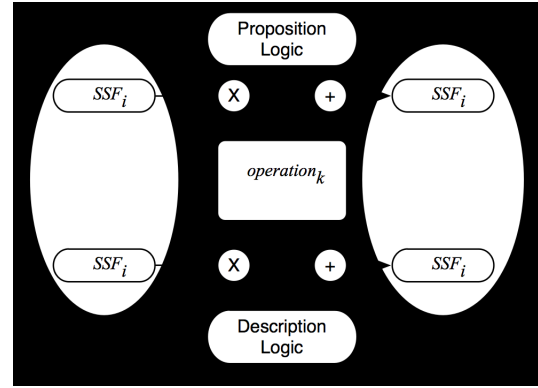 Proposition
Logic
SSF_i X + SSF_i
operation_k
SSF_i X + SSF_i
Description
Logic